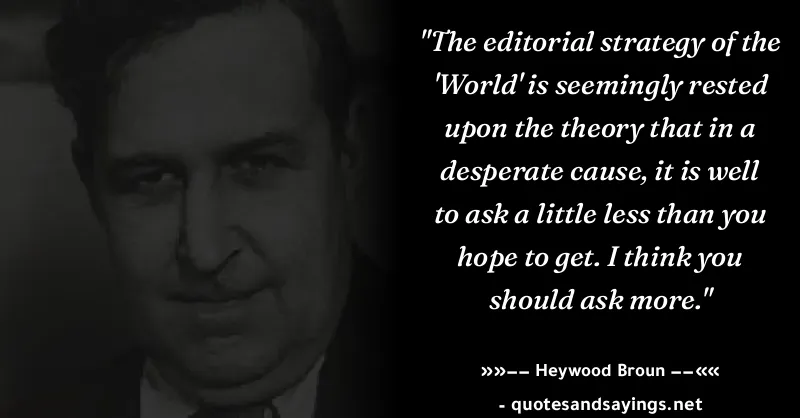 "The editorial strategy of the
'World' is seemingly rested
upon the theory that in a
desperate cause, it is well
to ask a little less than you
hope to get. I think you
should ask more."
»»−− Heywood Broun −−««
- quotesandsayings.net